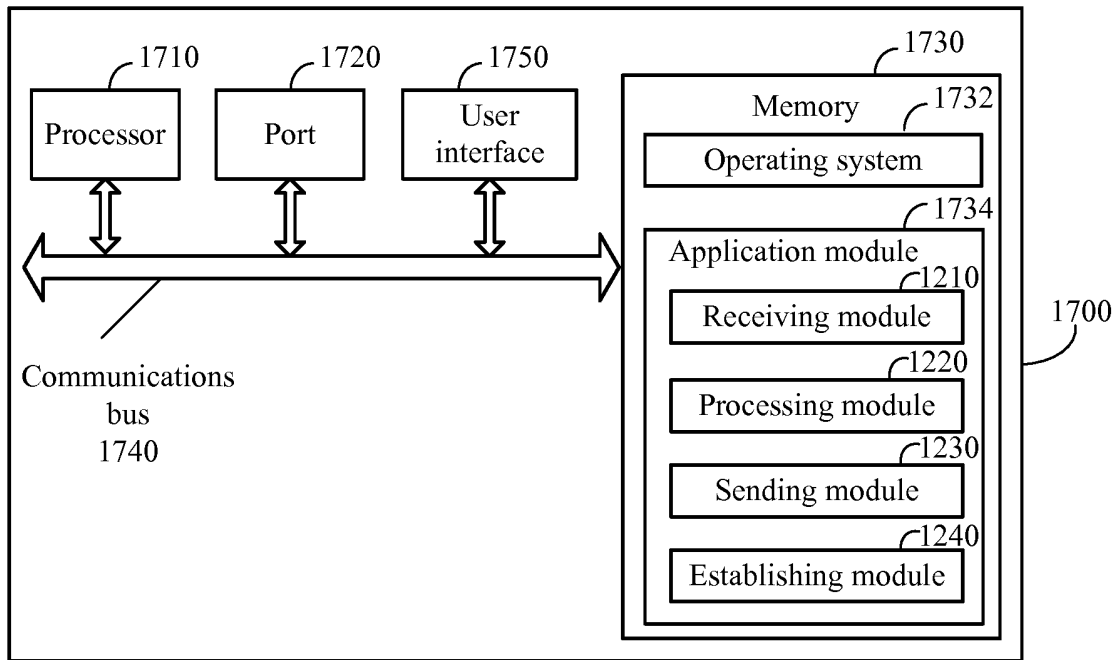 1710
Processor
1720
Port
1750
User
interface
1730
Memory
1732
Operating system
1734
Application module
1210
Receiving module
1220
Processing module
1230
Sending module
1240
Establishing module
1700
Communications
bus
1740